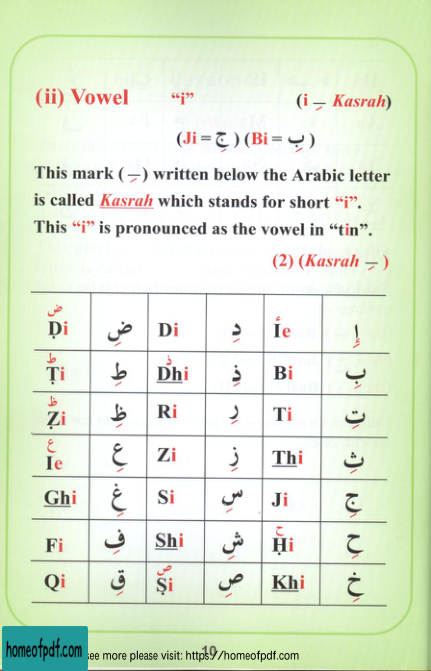 (ii) Vowel “i” (i ـِ Kasrah)
(Ji = جِ ) (Bi = بِ )
This mark (ـِ) written below the Arabic letter
is called Kasrah which stands for short “i”.
This “i” is pronounced as the vowel in “tin”.
(2) (Kasrah ـِ )
ض Ḍi ضِ Di دِ أ Íe إِ
ط Ṭi طِ ذ Dhi ذِ Bi بِ
ظ Ẓi ظِ Ri رِ Ti تِ
ع Ie عِ Zi زِ Thi ثِ
Ghi غِ Si سِ Ji جِ
Fi فِ Shi شِ ح Ḥi حِ
Qi قِ ص Ṣi صِ Khi خِ
10
homeofpdf.com see more please visit: https://homeofpdf.com